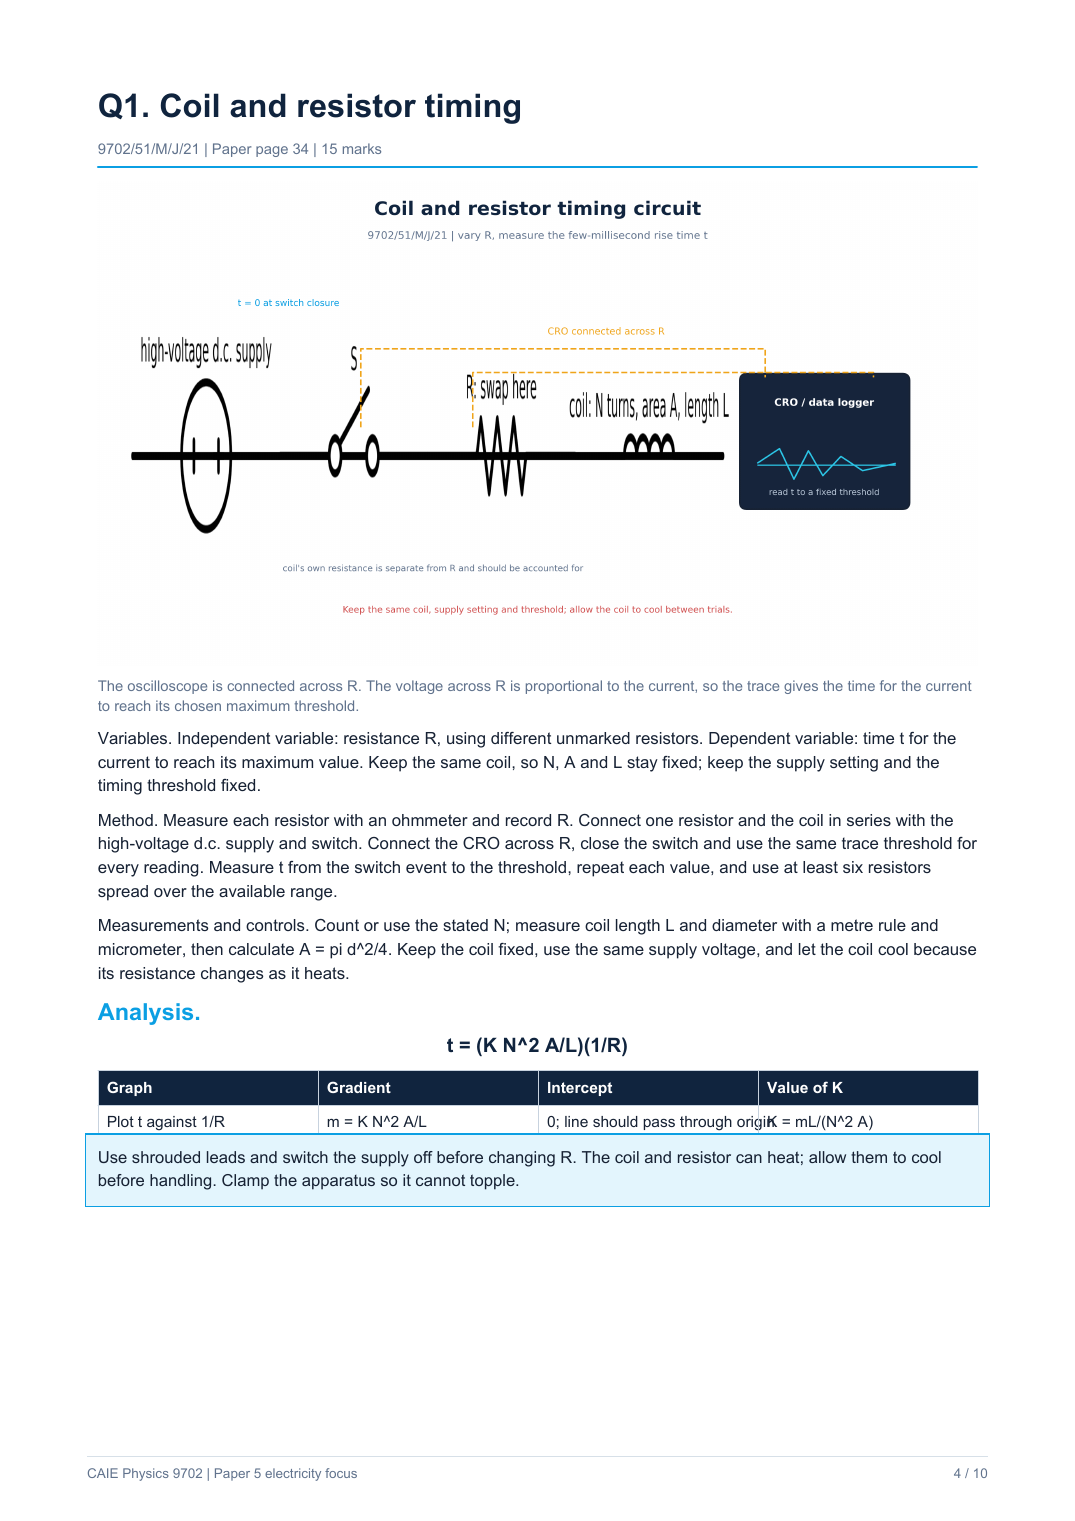 Q1. Coil and resistor timing
9702/51/M/J/21 | Paper page 34 | 15 marks
Coil and resistor timing circuit
9702/51/M/J/21 | vary R, measure the few-millisecond rise time t
t = 0 at switch closure
CRO connected across R
high-voltage d.c. supply
S
R: swap here
coil: N turns, area A, length L
CRO / data logger
read t to a fixed threshold
coil's own resistance is separate from R and should be accounted for
Keep the same coil, supply setting and threshold; allow the coil to cool between trials.
The oscilloscope is connected across R. The voltage across R is proportional to the current, so the trace gives the time for the current
to reach its chosen maximum threshold.
Variables. Independent variable: resistance R, using different unmarked resistors. Dependent variable: time t for the
current to reach its maximum value. Keep the same coil, so N, A and L stay fixed; keep the supply setting and the
timing threshold fixed.
Method. Measure each resistor with an ohmmeter and record R. Connect one resistor and the coil in series with the
high-voltage d.c. supply and switch. Connect the CRO across R, close the switch and use the same trace threshold for
every reading. Measure t from the switch event to the threshold, repeat each value, and use at least six resistors
spread over the available range.
Measurements and controls. Count or use the stated N; measure coil length L and diameter with a metre rule and
micrometer, then calculate A = pi d^2/4. Keep the coil fixed, use the same supply voltage, and let the coil cool because
its resistance changes as it heats.
Analysis.
t = (K N^2 A/L)(1/R)
Graph Gradient Intercept Value of K
Plot t against 1/R m = K N^2 A/L 0; line should pass through origin K = mL/(N^2 A)
Use shrouded leads and switch the supply off before changing R. The coil and resistor can heat; allow them to cool
before handling. Clamp the apparatus so it cannot topple.
CAIE Physics 9702 | Paper 5 electricity focus
4 / 10